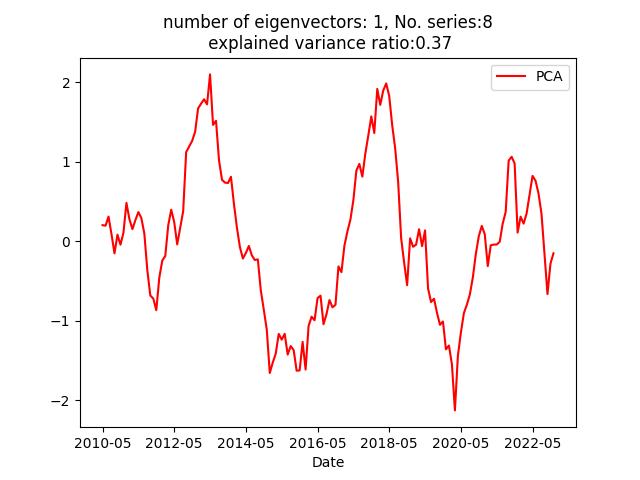 number of eigenvectors: 1, No. series:8
explained variance ratio:0.37
PCA
2
1
0
−1
−2
2010-05 2012-05 2014-05 2016-05 2018-05 2020-05 2022-05
Date